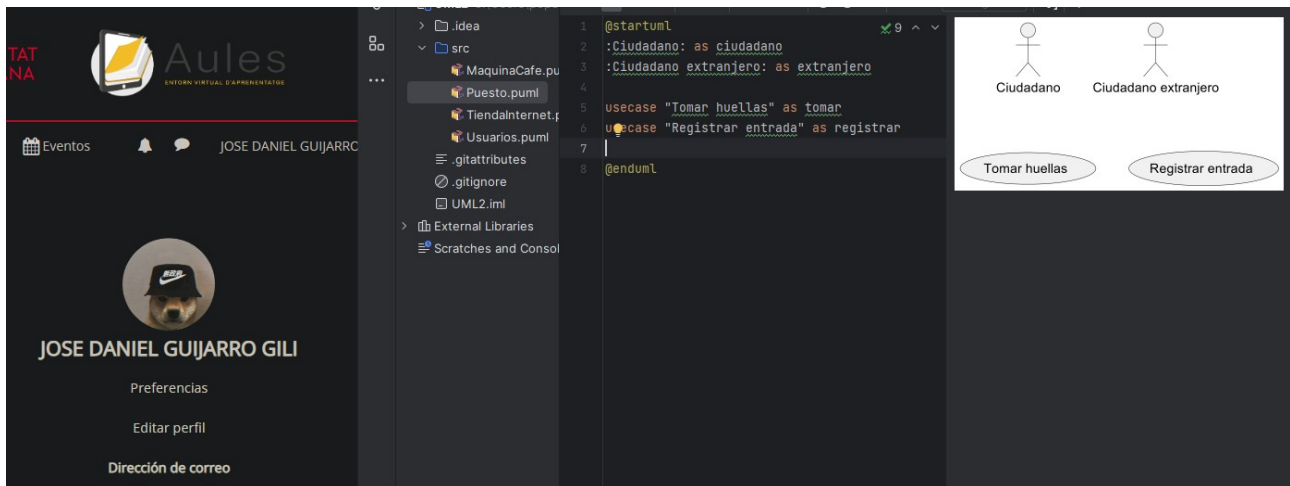 TAT
NA
Aules
ENTORN VIRTUAL D'APRENENTATGE
Eventos
JOSE DANIEL GUIJARRO
JOSE DANIEL GUIJARRO GILI
Preferencias
Editar perfil
Dirección de correo
.idea
src
MaquinaCafe.pu
Puesto.puml
TiendaInternet.p
Usuarios.puml
.gitattributes
.gitignore
UML2.iml
External Libraries
Scratches and Consol
9
1 @startuml
2 :Ciudadano: as ciudadano
3 :Ciudadano extranjero: as extranjero
4
5 usecase "Tomar huellas" as tomar
6 usecase "Registrar entrada" as registrar
7
8 @enduml
Ciudadano
Ciudadano extranjero
Tomar huellas
Registrar entrada